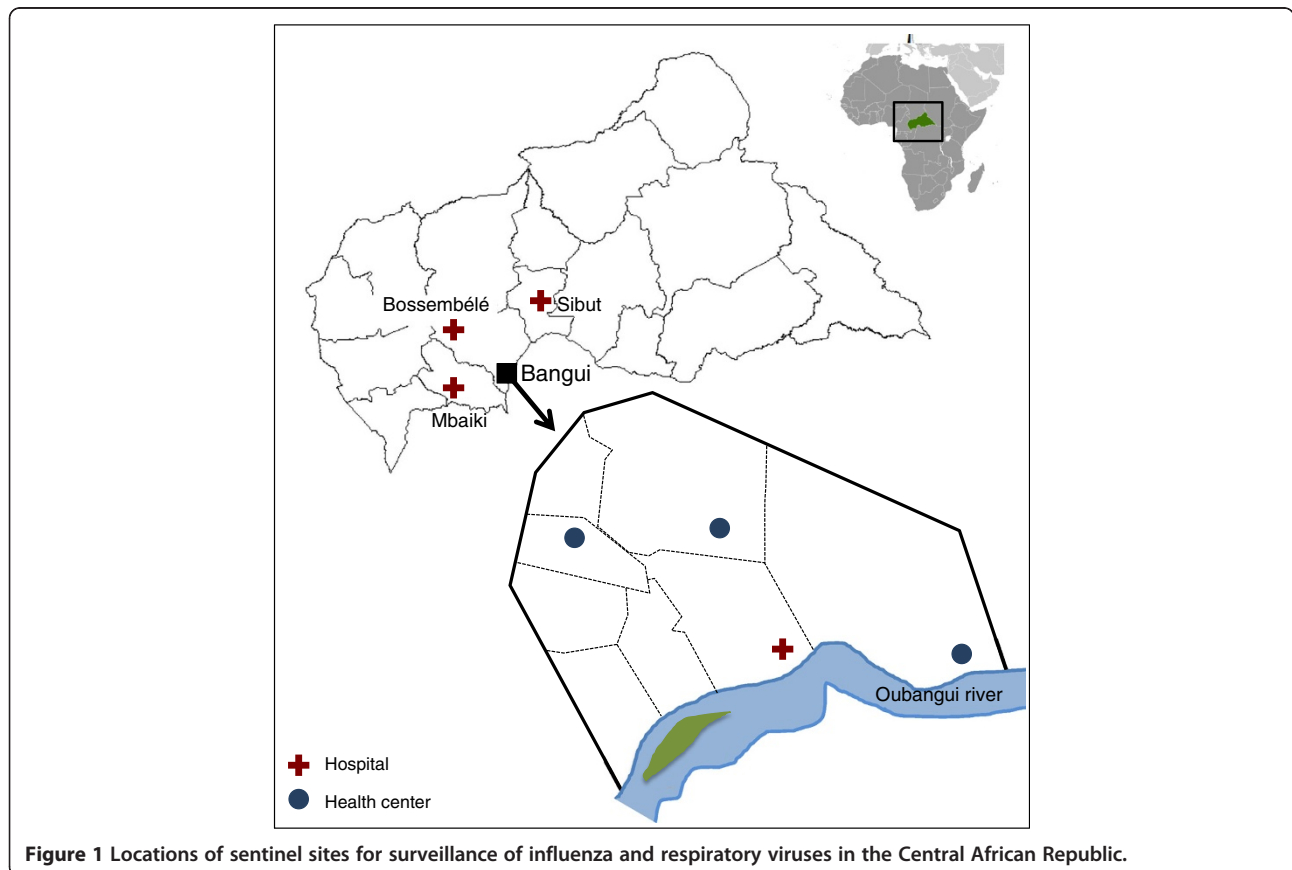 Bossembélé
Sibut
Bangui
Mbaiki
Oubangui river
Hospital
Health center
Figure 1 Locations of sentinel sites for surveillance of influenza and respiratory viruses in the Central African Republic.